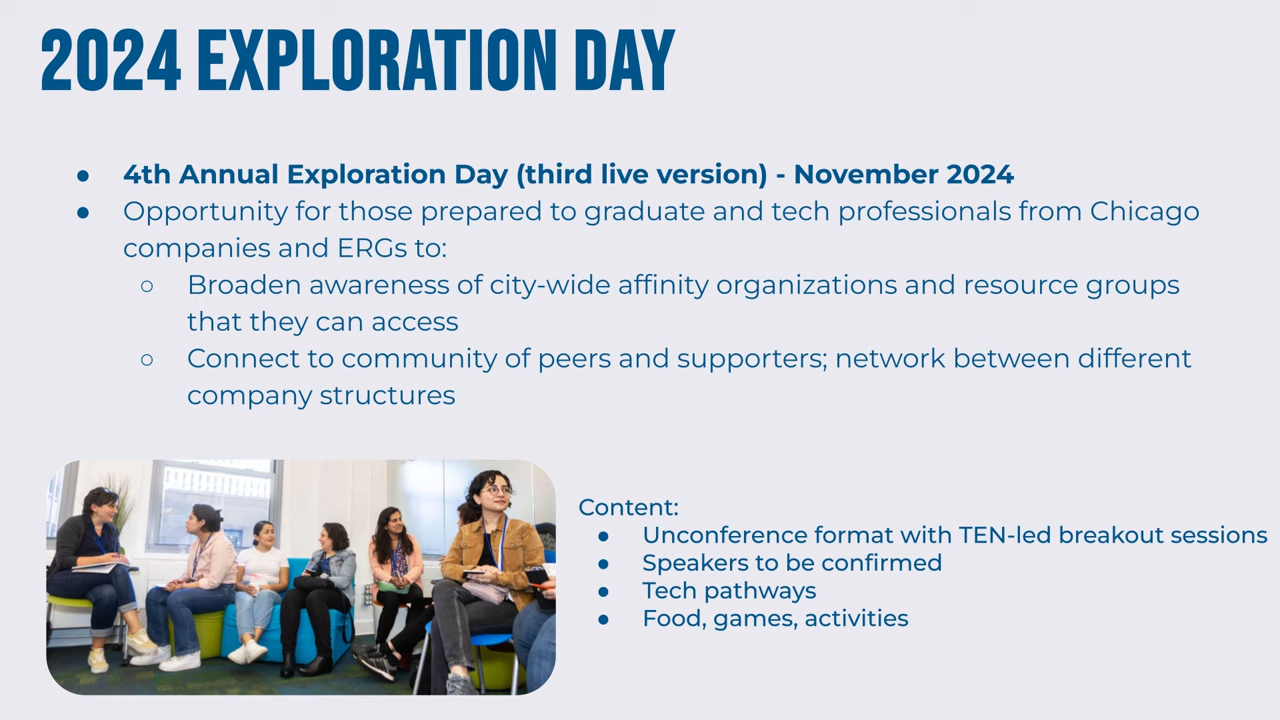 2024 EXPLORATION DAY
● 4th Annual Exploration Day (third live version) - November 2024
● Opportunity for those prepared to graduate and tech professionals from Chicago
companies and ERGs to:
○ Broaden awareness of city-wide affinity organizations and resource groups
that they can access
○ Connect to community of peers and supporters; network between different
company structures
Content:
● Unconference format with TEN-led breakout sessions
● Speakers to be confirmed
● Tech pathways
● Food, games, activities